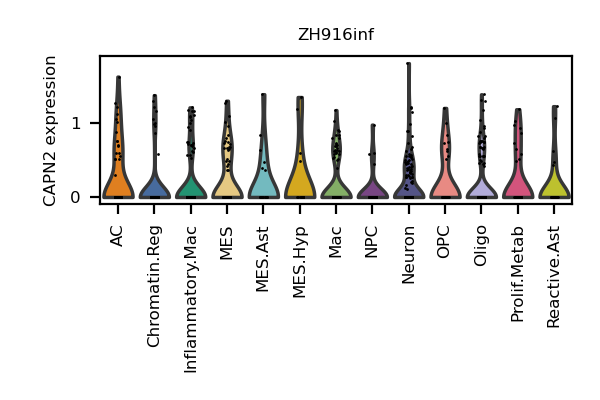 ZH916inf
CAPN2 expression
1
0
AC
Chromatin.Reg
Inflammatory.Mac
MES
MES.Ast
MES.Hyp
Mac
NPC
Neuron
OPC
Oligo
Prolif.Metab
Reactive.Ast